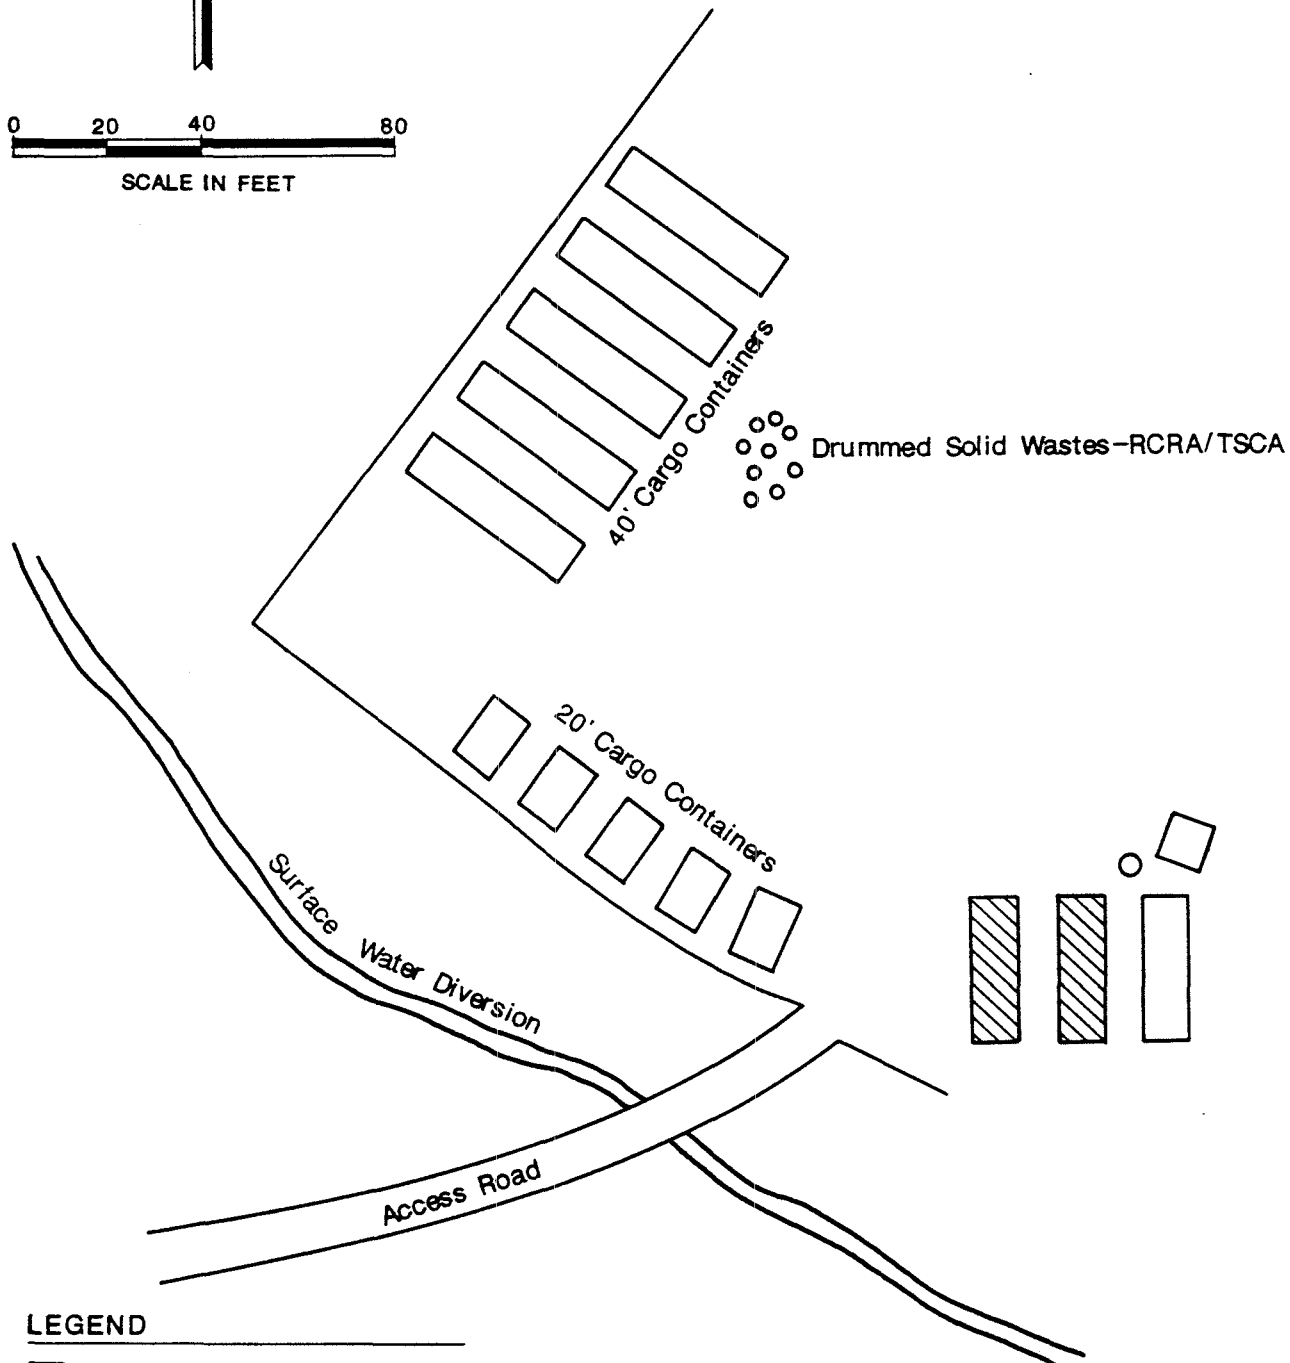 0 20 40 80
SCALE IN FEET
40' Cargo Containers
Drummed Solid Wastes-RCRA/TSCA
20' Cargo Containers
Surface Water Diversion
Access Road
LEGEND